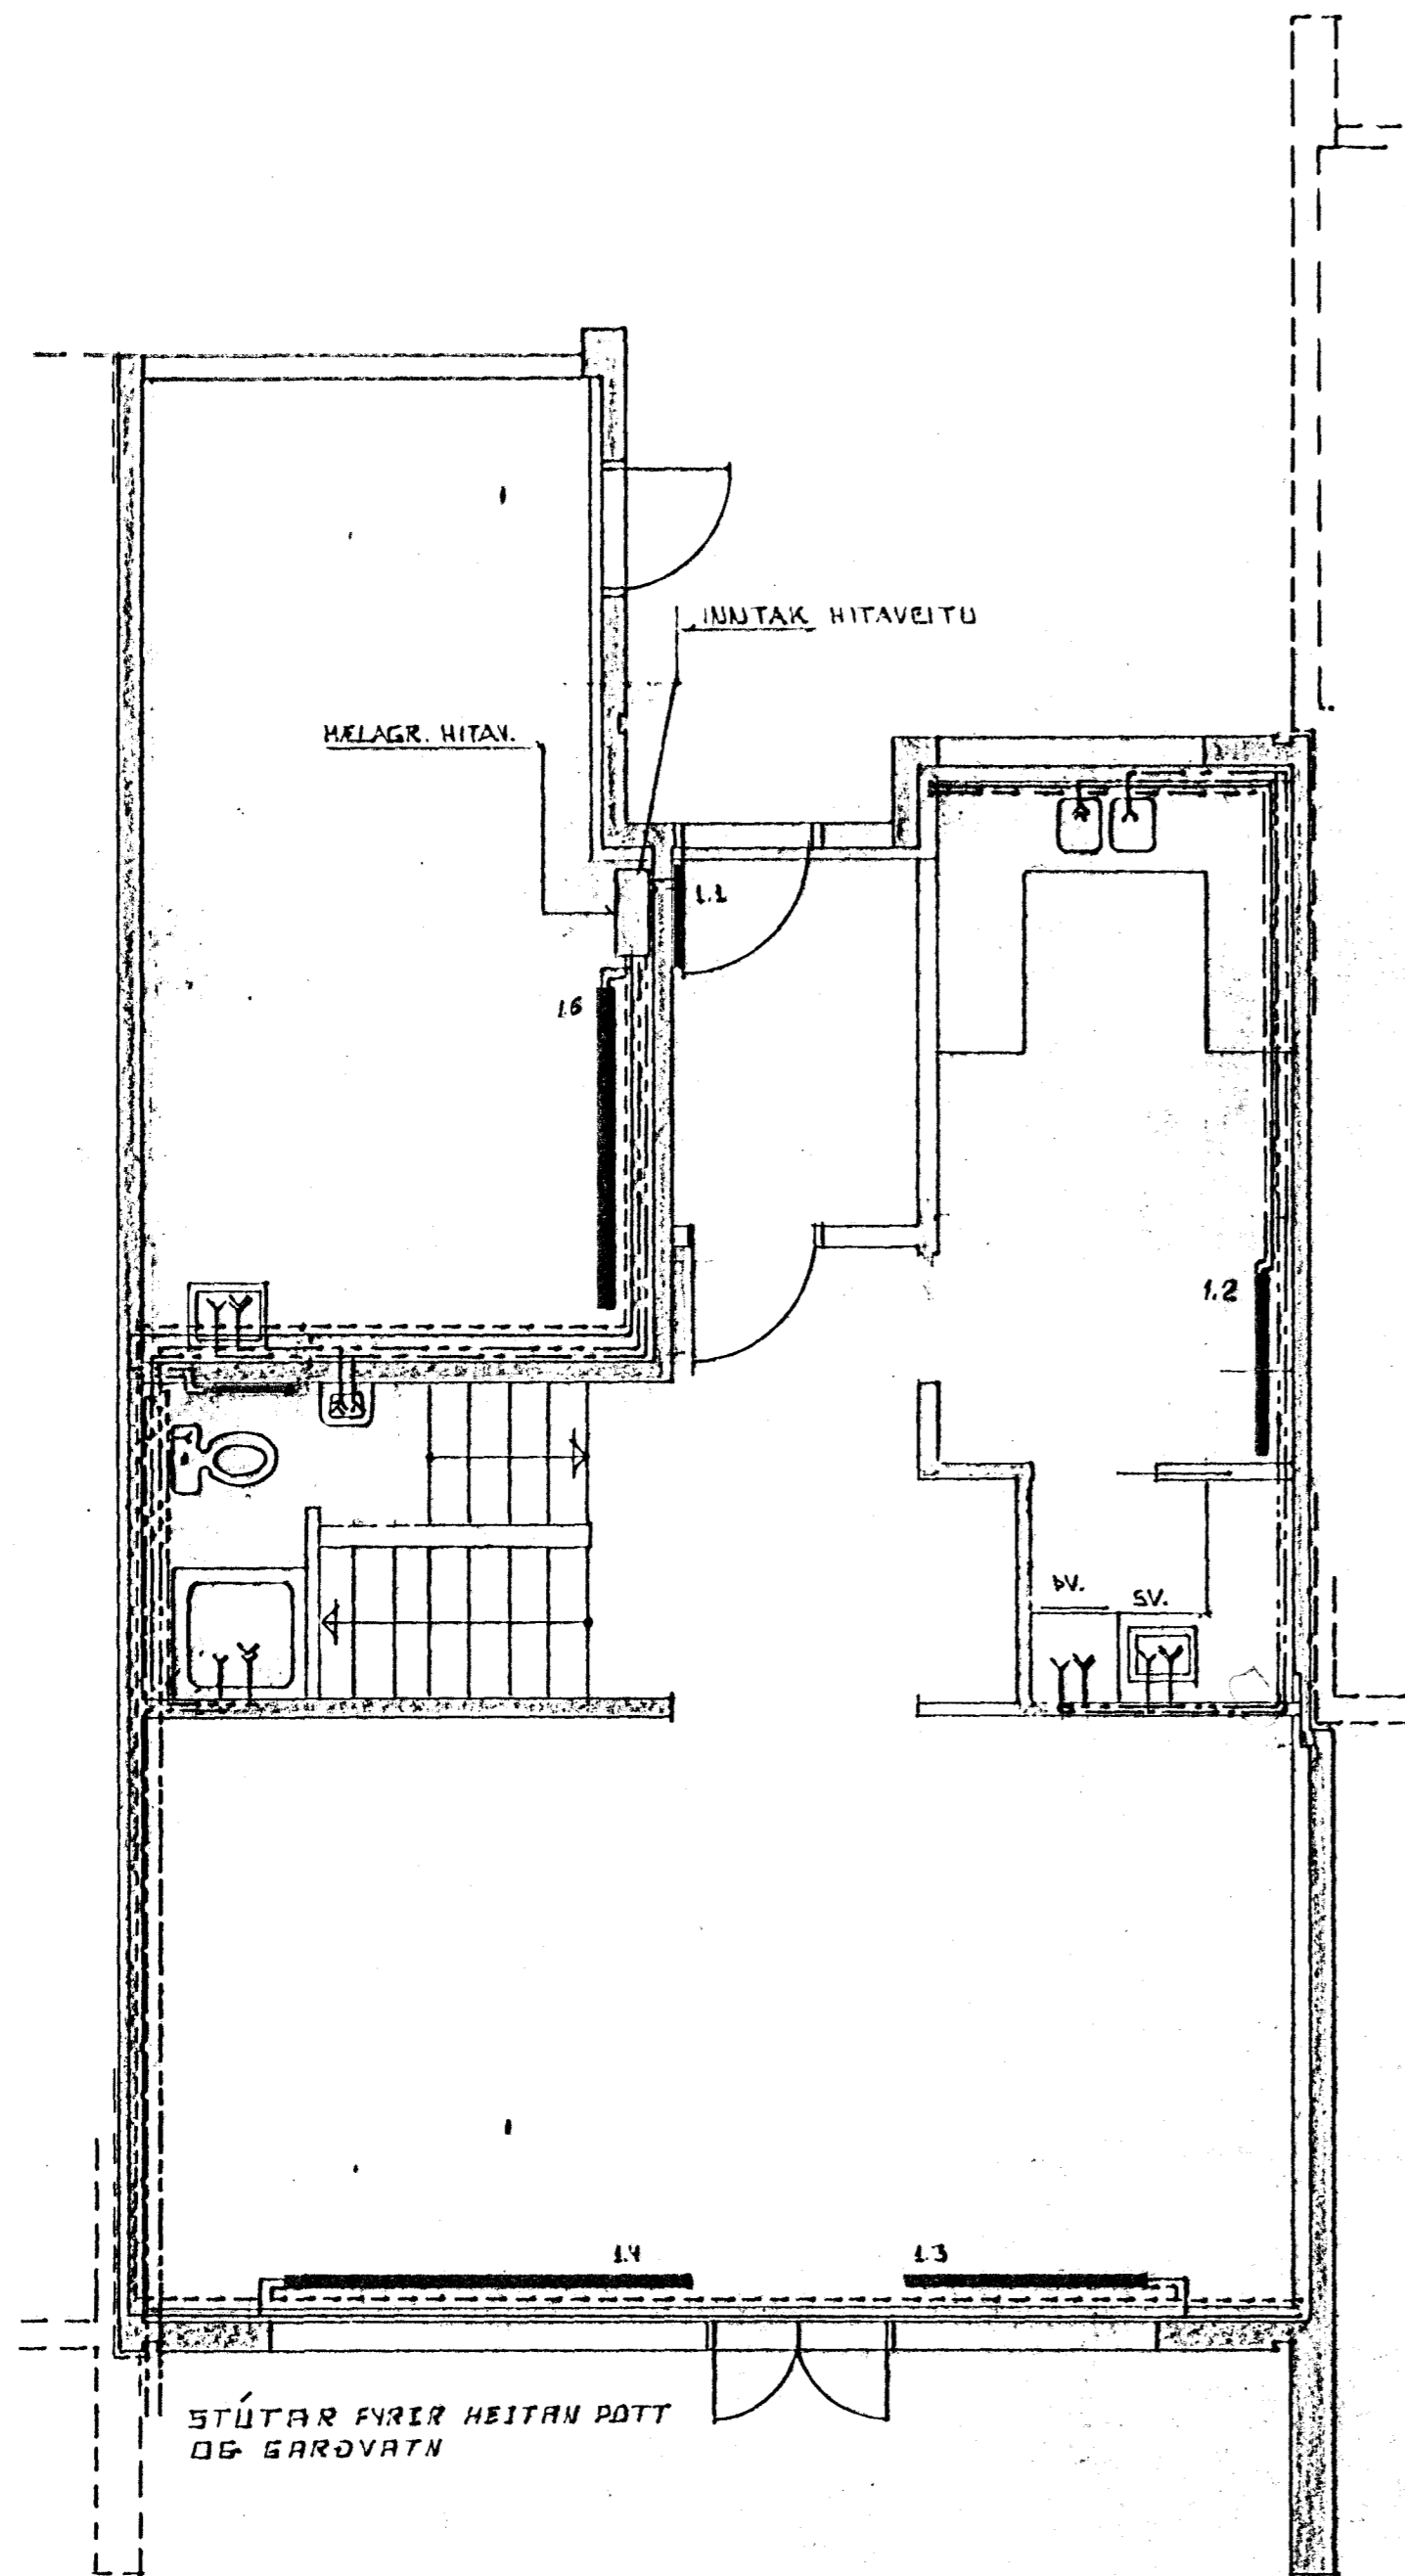 INNTAK HITAVEITU
MÆLAGR. HITAV.
1.1
1.6
1.2
ÞV.
SV.
1.4
1.3
STÚTAR FYRIR HEITAN POTT
OG GARÐVATN